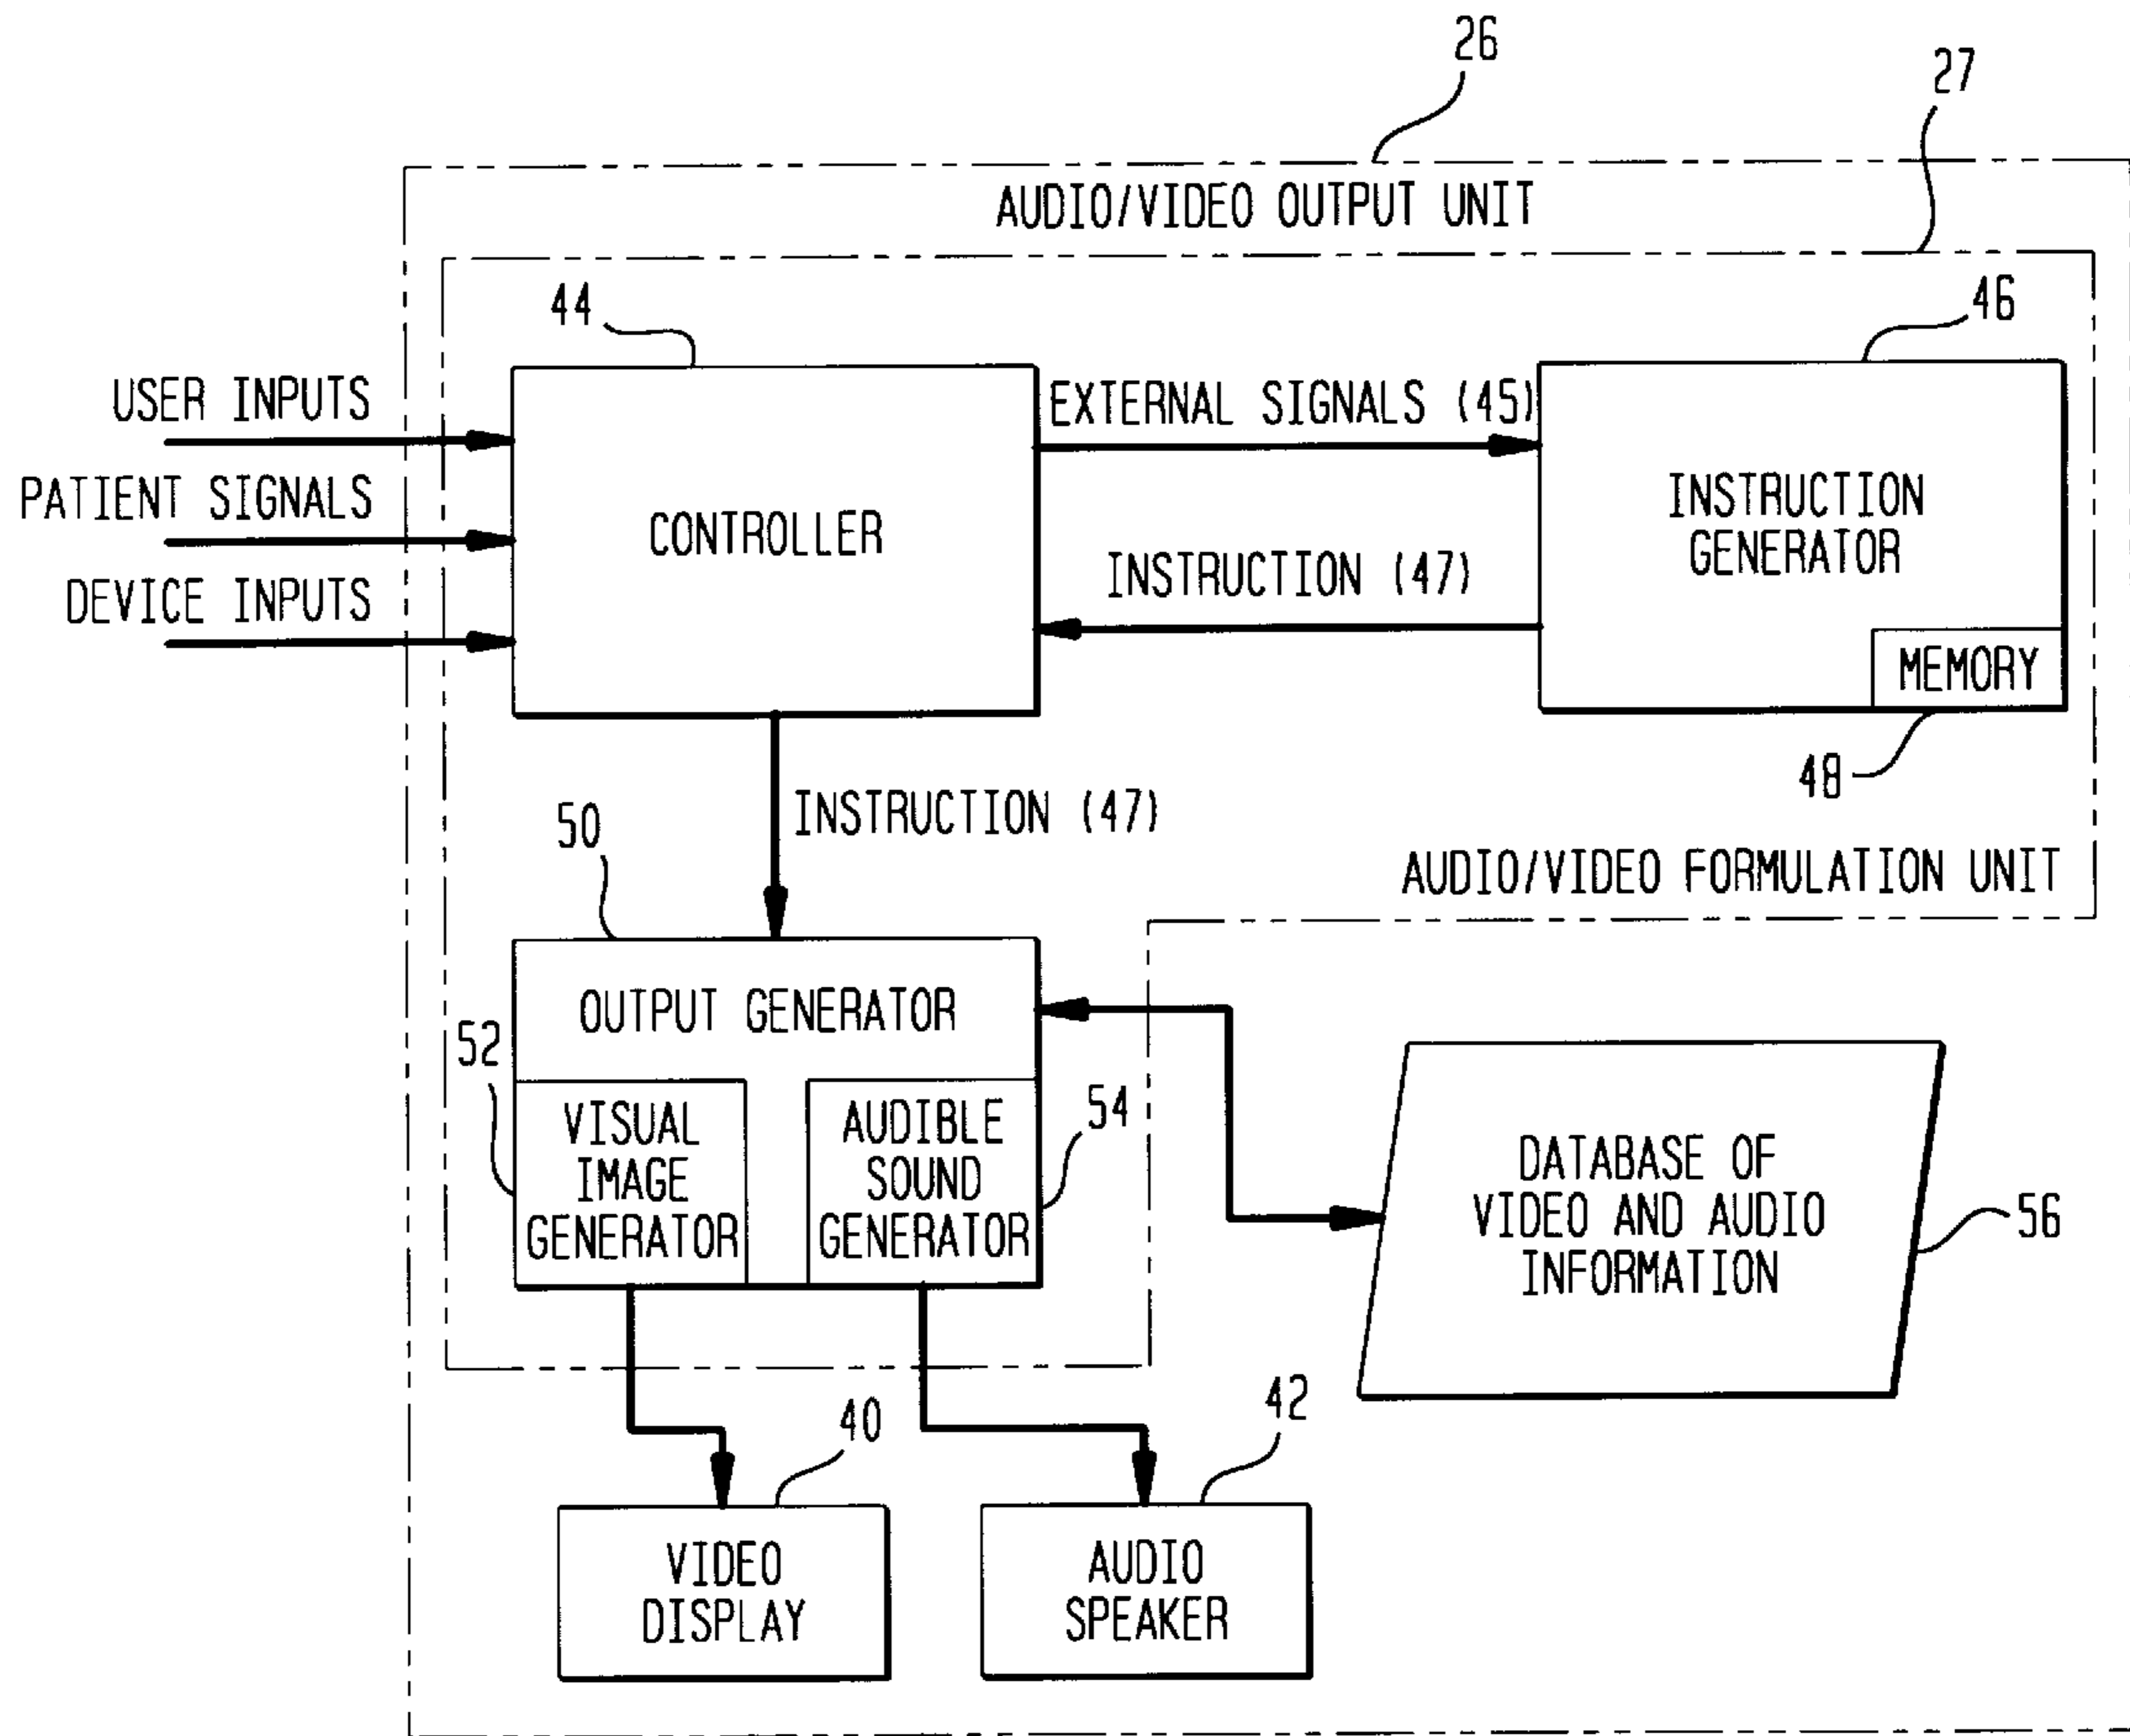 26
27
AUDIO/VIDEO OUTPUT UNIT
44
46
USER INPUTS
PATIENT SIGNALS
DEVICE INPUTS
CONTROLLER
EXTERNAL SIGNALS (45)
INSTRUCTION (47)
INSTRUCTION
GENERATOR
MEMORY
48
INSTRUCTION (47)
AUDIO/VIDEO FORMULATION UNIT
50
OUTPUT GENERATOR
52
VISUAL
IMAGE
GENERATOR
AUDIBLE
SOUND
GENERATOR
54
DATABASE OF
VIDEO AND AUDIO
INFORMATION
56
40
42
VIDEO
DISPLAY
AUDIO
SPEAKER